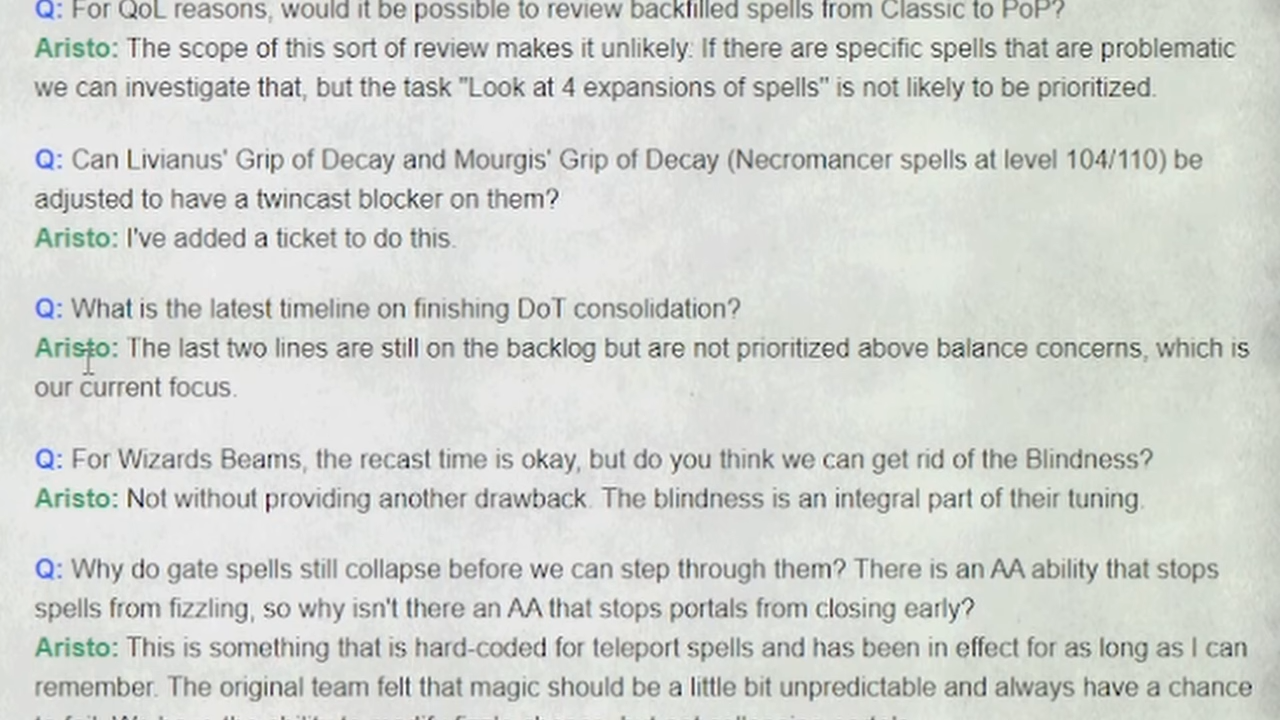 Q: For QoL reasons, would it be possible to review backfilled spells from Classic to PoP?
Aristo: The scope of this sort of review makes it unlikely. If there are specific spells that are problematic
we can investigate that, but the task "Look at 4 expansions of spells" is not likely to be prioritized.
Q: Can Livianus' Grip of Decay and Mourgis' Grip of Decay (Necromancer spells at level 104/110) be
adjusted to have a twincast blocker on them?
Aristo: I've added a ticket to do this.
Q: What is the latest timeline on finishing DoT consolidation?
Aristo: The last two lines are still on the backlog but are not prioritized above balance concerns, which is
our current focus.
Q: For Wizards Beams, the recast time is okay, but do you think we can get rid of the Blindness?
Aristo: Not without providing another drawback. The blindness is an integral part of their tuning.
Q: Why do gate spells still collapse before we can step through them? There is an AA ability that stops
spells from fizzling, so why isn't there an AA that stops portals from closing early?
Aristo: This is something that is hard-coded for teleport spells and has been in effect for as long as I can
remember. The original team felt that magic should be a little bit unpredictable and always have a chance